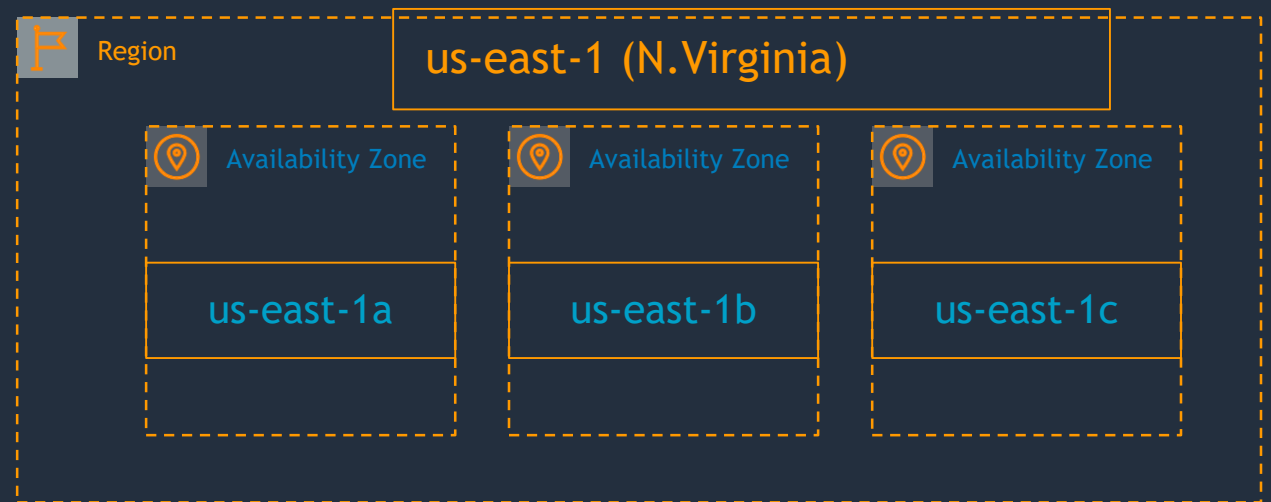 Region
us-east-1 (N.Virginia)
Availability Zone
Availability Zone
Availability Zone
us-east-1a
us-east-1b
us-east-1c